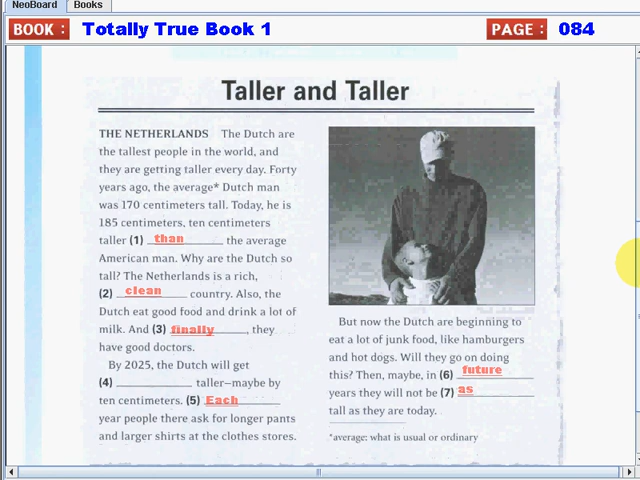 NeoBoard Books
BOOK : Totally True Book 1 PAGE : 084
Taller and Taller
THE NETHERLANDS The Dutch are
the tallest people in the world, and
they are getting taller every day. Forty
years ago, the average* Dutch man
was 170 centimeters tall. Today, he is
185 centimeters, ten centimeters
taller (1) than the average
American man. Why are the Dutch so
tall? The Netherlands is a rich,
(2) clean country. Also, the
Dutch eat good food and drink a lot of
milk. And (3) finally, they
have good doctors.
By 2025, the Dutch will get
(4) ____________ taller—maybe by
ten centimeters. (5) Each
year people there ask for longer pants
and larger shirts at the clothes stores.
But now the Dutch are beginning to
eat a lot of junk food, like hamburgers
and hot dogs. Will they go on doing
this? Then, maybe, in (6) future
years they will not be (7) as
tall as they are today.
*average: what is usual or ordinary